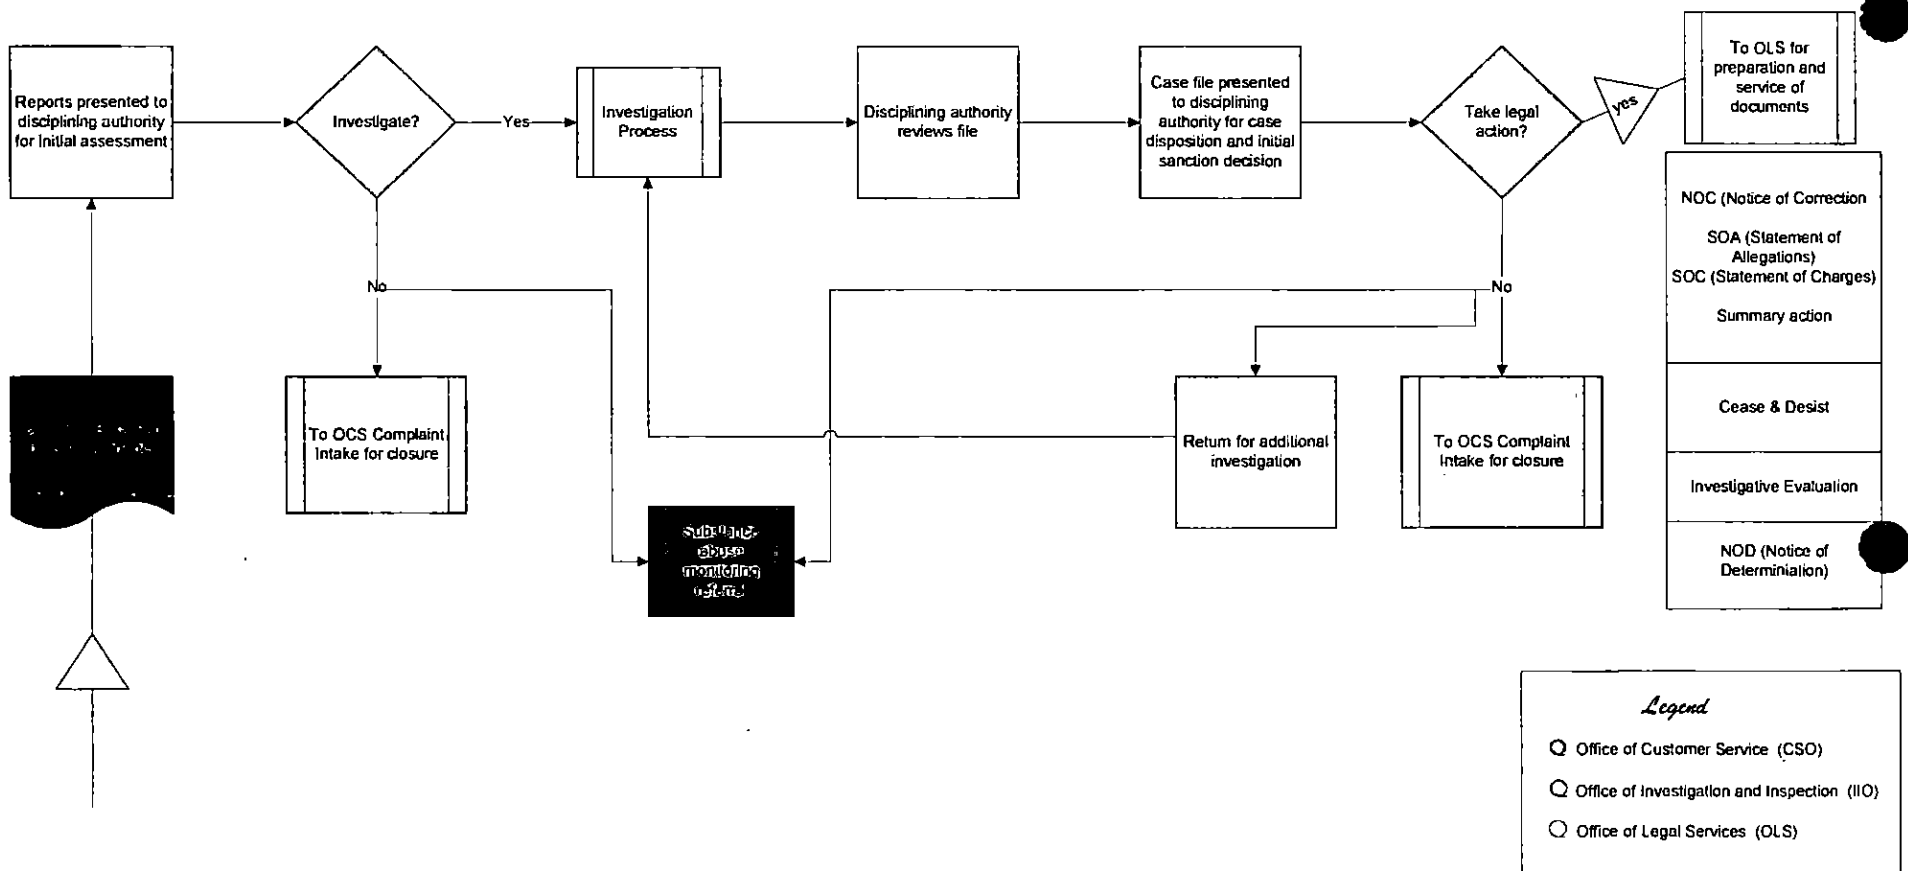 Reports presented to
disciplining authority
for initial assessment
Investigate?
Yes
Investigation
Process
Disciplining authority
reviews file
Case file presented
to disciplining
authority for case
disposition and initial
sanction decision
Take legal
action?
yes
To OLS for
preparation and
service of
documents
NOC (Notice of Correction
SOA (Statement of
Allegations)
SOC (Statement of Charges)
Summary action
Cease & Desist
Investigative Evaluation
NOD (Notice of
Determiniation)
No
No
To OCS Complaint
Intake for closure
Substance
abuse
monitoring
referral
Return for additional
investigation
To OCS Complaint
Intake for closure
Legend
Office of Customer Service (CSO)
Office of Investigation and Inspection (IIO)
Office of Legal Services (OLS)